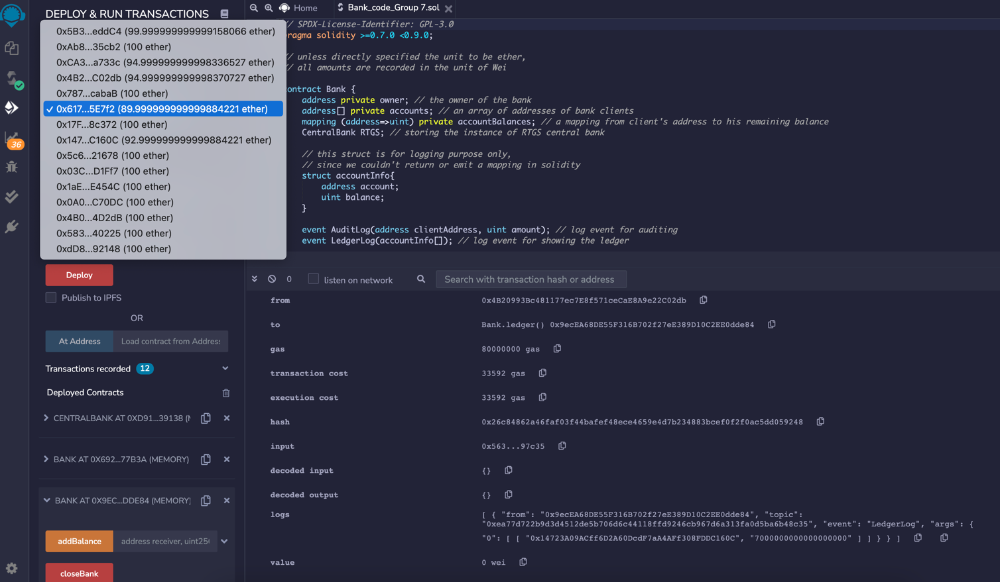 DEPLOY & RUN TRANSACTIONS
0x5B3...eddC4 (99.999999999999158066 ether)
0xAb8...35cb2 (100 ether)
0xCA3...a733c (94.999999999998336527 ether)
0x4B2...C02db (94.999999999998370727 ether)
0x787...cabaB (100 ether)
0x617...5E7f2 (89.999999999999884221 ether)
0x17F...8c372 (100 ether)
0x147...C160C (92.999999999999884221 ether)
0x5c6...21678 (100 ether)
0x03C...D1Ff7 (100 ether)
0x1aE...E454C (100 ether)
0x0A0...C70DC (100 ether)
0x4B0...4D2dB (100 ether)
0x583...40225 (100 ether)
0xdD8...92148 (100 ether)
36
Deploy
Publish to IPFS
OR
At Address
Load contract from Address
Transactions recorded 12
Deployed Contracts
CENTRALBANK AT 0XD91...39138 (M
BANK AT 0X692...77B3A (MEMORY)
BANK AT 0X9EC...DDE84 (MEMORY)
addBalance
address receiver, uint256
closeBank
Home
Bank_code_Group 7.sol
// SPDX-License-Identifier: GPL-3.0
ragma solidity >=0.7.0 <0.9.0;
// unless directly specified the unit to be ether,
// all amounts are recorded in the unit of Wei
ontract Bank {
address private owner; // the owner of the bank
address[] private accounts; // an array of addresses of bank clients
mapping (address=>uint) private accountBalances; // a mapping from client's address to his remaining balance
CentralBank RTGS; // storing the instance of RTGS central bank
// this struct is for logging purpose only,
// since we couldn't return or emit a mapping in solidity
struct accountInfo{
address account;
uint balance;
}
event AuditLog(address clientAddress, uint amount); // log event for auditing
event LedgerLog(accountInfo[]); // log event for showing the ledger
0
listen on network
Search with transaction hash or address
from 0x4B20993Bc481177ec7E8f571ceCaE8A9e22C02db
to Bank.ledger() 0x9ecEA68DE55F316B702f27eE389D10C2EE0dde84
gas 80000000 gas
transaction cost 33592 gas
execution cost 33592 gas
hash 0x26c84862a46faf03f44bafef48ece4659e4d7b234883bcef0f2f0ac5dd059248
input 0x563...97c35
decoded input {}
decoded output {}
logs [ { "from": "0x9ecEA68DE55F316B702f27eE389D10C2EE0dde84", "topic":
"0xea77d722b9d3d4512de5b706d6c44118ffd9246cb967d6a313fa0d5ba6b48c35", "event": "LedgerLog", "args": {
"0": [ [ "0x14723A09ACff6D2A60DcdF7aA4AFf308FDDC160C", "7000000000000000000" ] ] } } ]
value 0 wei